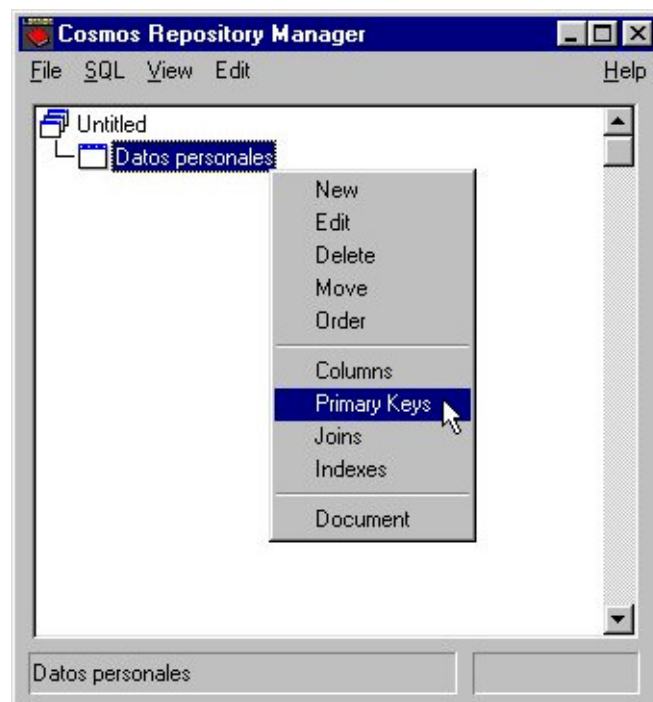 Cosmos Repository Manager
File SQL View Edit Help
Untitled
Datos personales
New
Edit
Delete
Move
Order
Columns
Primary Keys
Joins
Indexes
Document
Datos personales